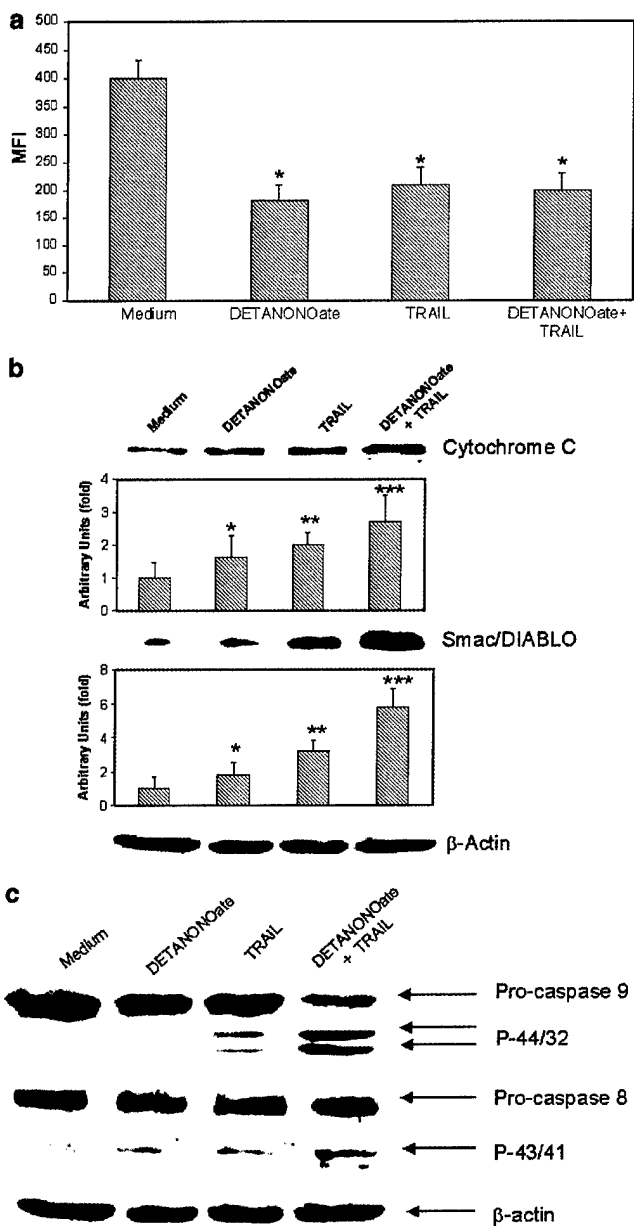 a
MFI
500
450
400
350
300
250
200
150
100
50
0
*
*
*
Medium
DETANONOate
TRAIL
DETANONOate+
TRAIL
b
Medium
DETANONOate
TRAIL
DETANONOate
+ TRAIL
Cytochrome C
Arbitrary Units (fold)
4
3
2
1
0
*
**
***
Smac/DIABLO
Arbitrary Units (fold)
8
6
4
2
0
*
**
***
β-Actin
c
Medium
DETANONOate
TRAIL
DETANONOate
+ TRAIL
Pro-caspase 9
P-44/32
Pro-caspase 8
P-43/41
β-actin